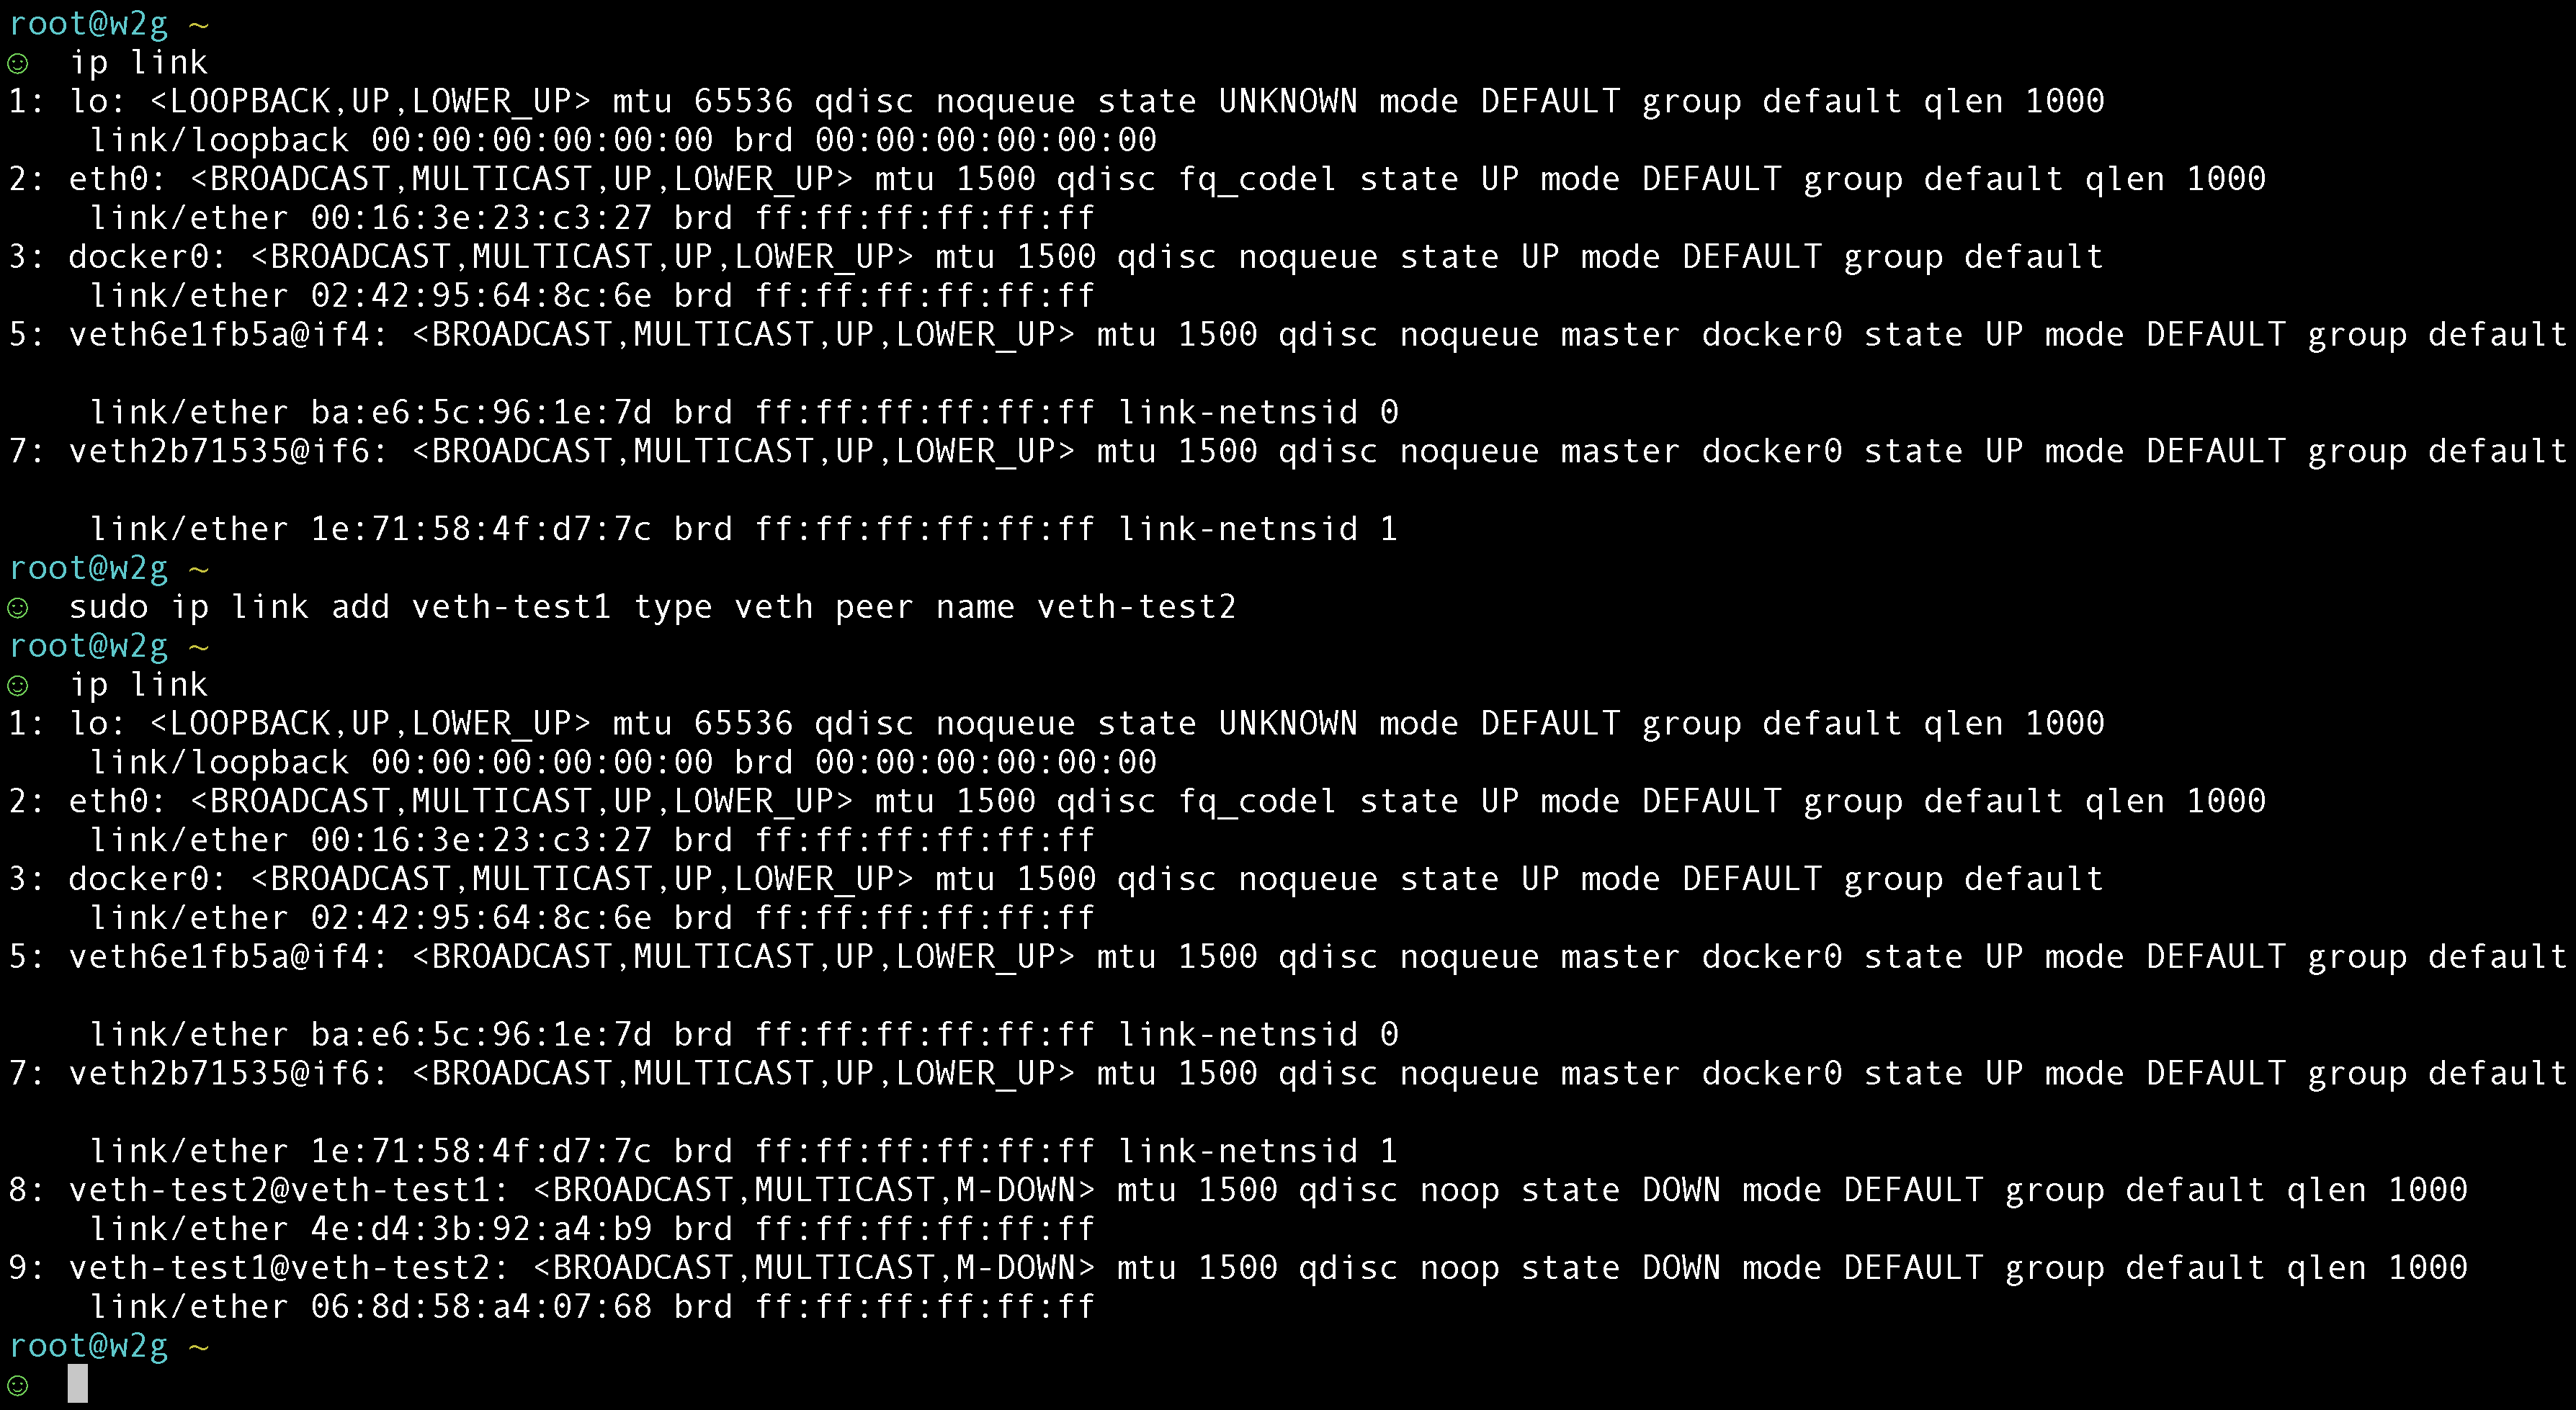 root@w2g ~
☺  ip link
1: lo: <LOOPBACK,UP,LOWER_UP> mtu 65536 qdisc noqueue state UNKNOWN mode DEFAULT group default qlen 1000
    link/loopback 00:00:00:00:00:00 brd 00:00:00:00:00:00
2: eth0: <BROADCAST,MULTICAST,UP,LOWER_UP> mtu 1500 qdisc fq_codel state UP mode DEFAULT group default qlen 1000
    link/ether 00:16:3e:23:c3:27 brd ff:ff:ff:ff:ff:ff
3: docker0: <BROADCAST,MULTICAST,UP,LOWER_UP> mtu 1500 qdisc noqueue state UP mode DEFAULT group default
    link/ether 02:42:95:64:8c:6e brd ff:ff:ff:ff:ff:ff
5: veth6e1fb5a@if4: <BROADCAST,MULTICAST,UP,LOWER_UP> mtu 1500 qdisc noqueue master docker0 state UP mode DEFAULT group default
    link/ether ba:e6:5c:96:1e:7d brd ff:ff:ff:ff:ff:ff link-netnsid 0
7: veth2b71535@if6: <BROADCAST,MULTICAST,UP,LOWER_UP> mtu 1500 qdisc noqueue master docker0 state UP mode DEFAULT group default
    link/ether 1e:71:58:4f:d7:7c brd ff:ff:ff:ff:ff:ff link-netnsid 1
root@w2g ~
☺  sudo ip link add veth-test1 type veth peer name veth-test2
root@w2g ~
☺  ip link
1: lo: <LOOPBACK,UP,LOWER_UP> mtu 65536 qdisc noqueue state UNKNOWN mode DEFAULT group default qlen 1000
    link/loopback 00:00:00:00:00:00 brd 00:00:00:00:00:00
2: eth0: <BROADCAST,MULTICAST,UP,LOWER_UP> mtu 1500 qdisc fq_codel state UP mode DEFAULT group default qlen 1000
    link/ether 00:16:3e:23:c3:27 brd ff:ff:ff:ff:ff:ff
3: docker0: <BROADCAST,MULTICAST,UP,LOWER_UP> mtu 1500 qdisc noqueue state UP mode DEFAULT group default
    link/ether 02:42:95:64:8c:6e brd ff:ff:ff:ff:ff:ff
5: veth6e1fb5a@if4: <BROADCAST,MULTICAST,UP,LOWER_UP> mtu 1500 qdisc noqueue master docker0 state UP mode DEFAULT group default
    link/ether ba:e6:5c:96:1e:7d brd ff:ff:ff:ff:ff:ff link-netnsid 0
7: veth2b71535@if6: <BROADCAST,MULTICAST,UP,LOWER_UP> mtu 1500 qdisc noqueue master docker0 state UP mode DEFAULT group default
    link/ether 1e:71:58:4f:d7:7c brd ff:ff:ff:ff:ff:ff link-netnsid 1
8: veth-test2@veth-test1: <BROADCAST,MULTICAST,M-DOWN> mtu 1500 qdisc noop state DOWN mode DEFAULT group default qlen 1000
    link/ether 4e:d4:3b:92:a4:b9 brd ff:ff:ff:ff:ff:ff
9: veth-test1@veth-test2: <BROADCAST,MULTICAST,M-DOWN> mtu 1500 qdisc noop state DOWN mode DEFAULT group default qlen 1000
    link/ether 06:8d:58:a4:07:68 brd ff:ff:ff:ff:ff:ff
root@w2g ~
☺